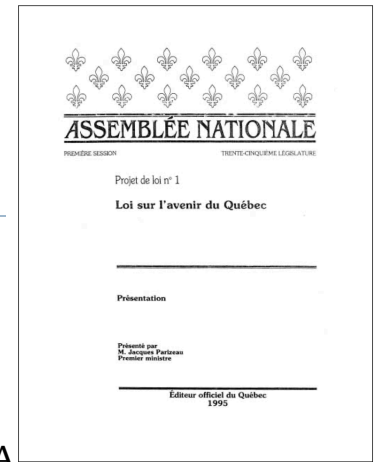 ASSEMBLÉE NATIONALE
PREMIÈRE SESSION TRENTE-CINQUIÈME LÉGISLATURE
Projet de loi n° 1
Loi sur l'avenir du Québec
Présentation
Présenté par
M. Jacques Parizeau
Premier ministre
Éditeur officiel du Québec
1995
A